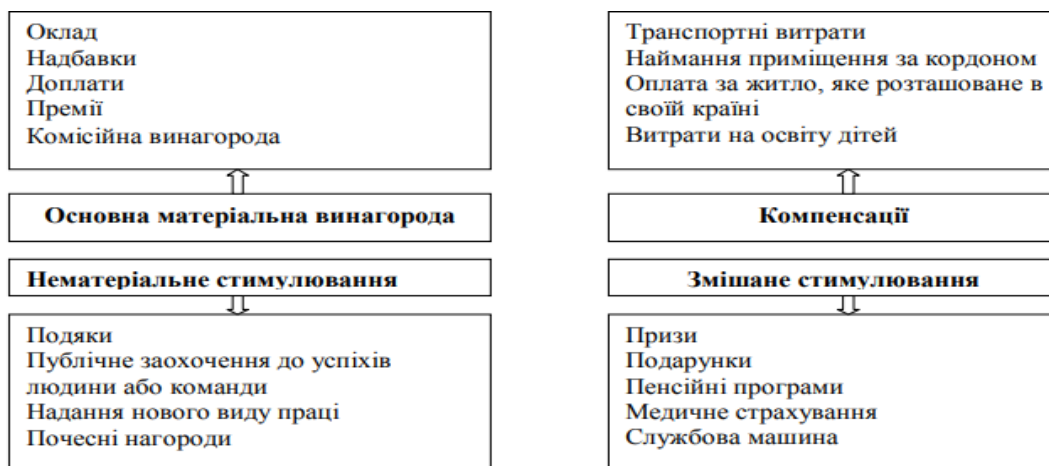 Оклад
Надбавки
Доплати
Премії
Комісійна винагорода
Основна матеріальна винагорода
Нематеріальне стимулювання
Подяки
Публічне заохочення до успіхів
людини або команди
Надання нового виду праці
Почесні нагороди
Транспортні витрати
Наймання приміщення за кордоном
Оплата за житло, яке розташоване в
своїй країні
Витрати на освіту дітей
Компенсації
Змішане стимулювання
Призи
Подарунки
Пенсійні програми
Медичне страхування
Службова машина